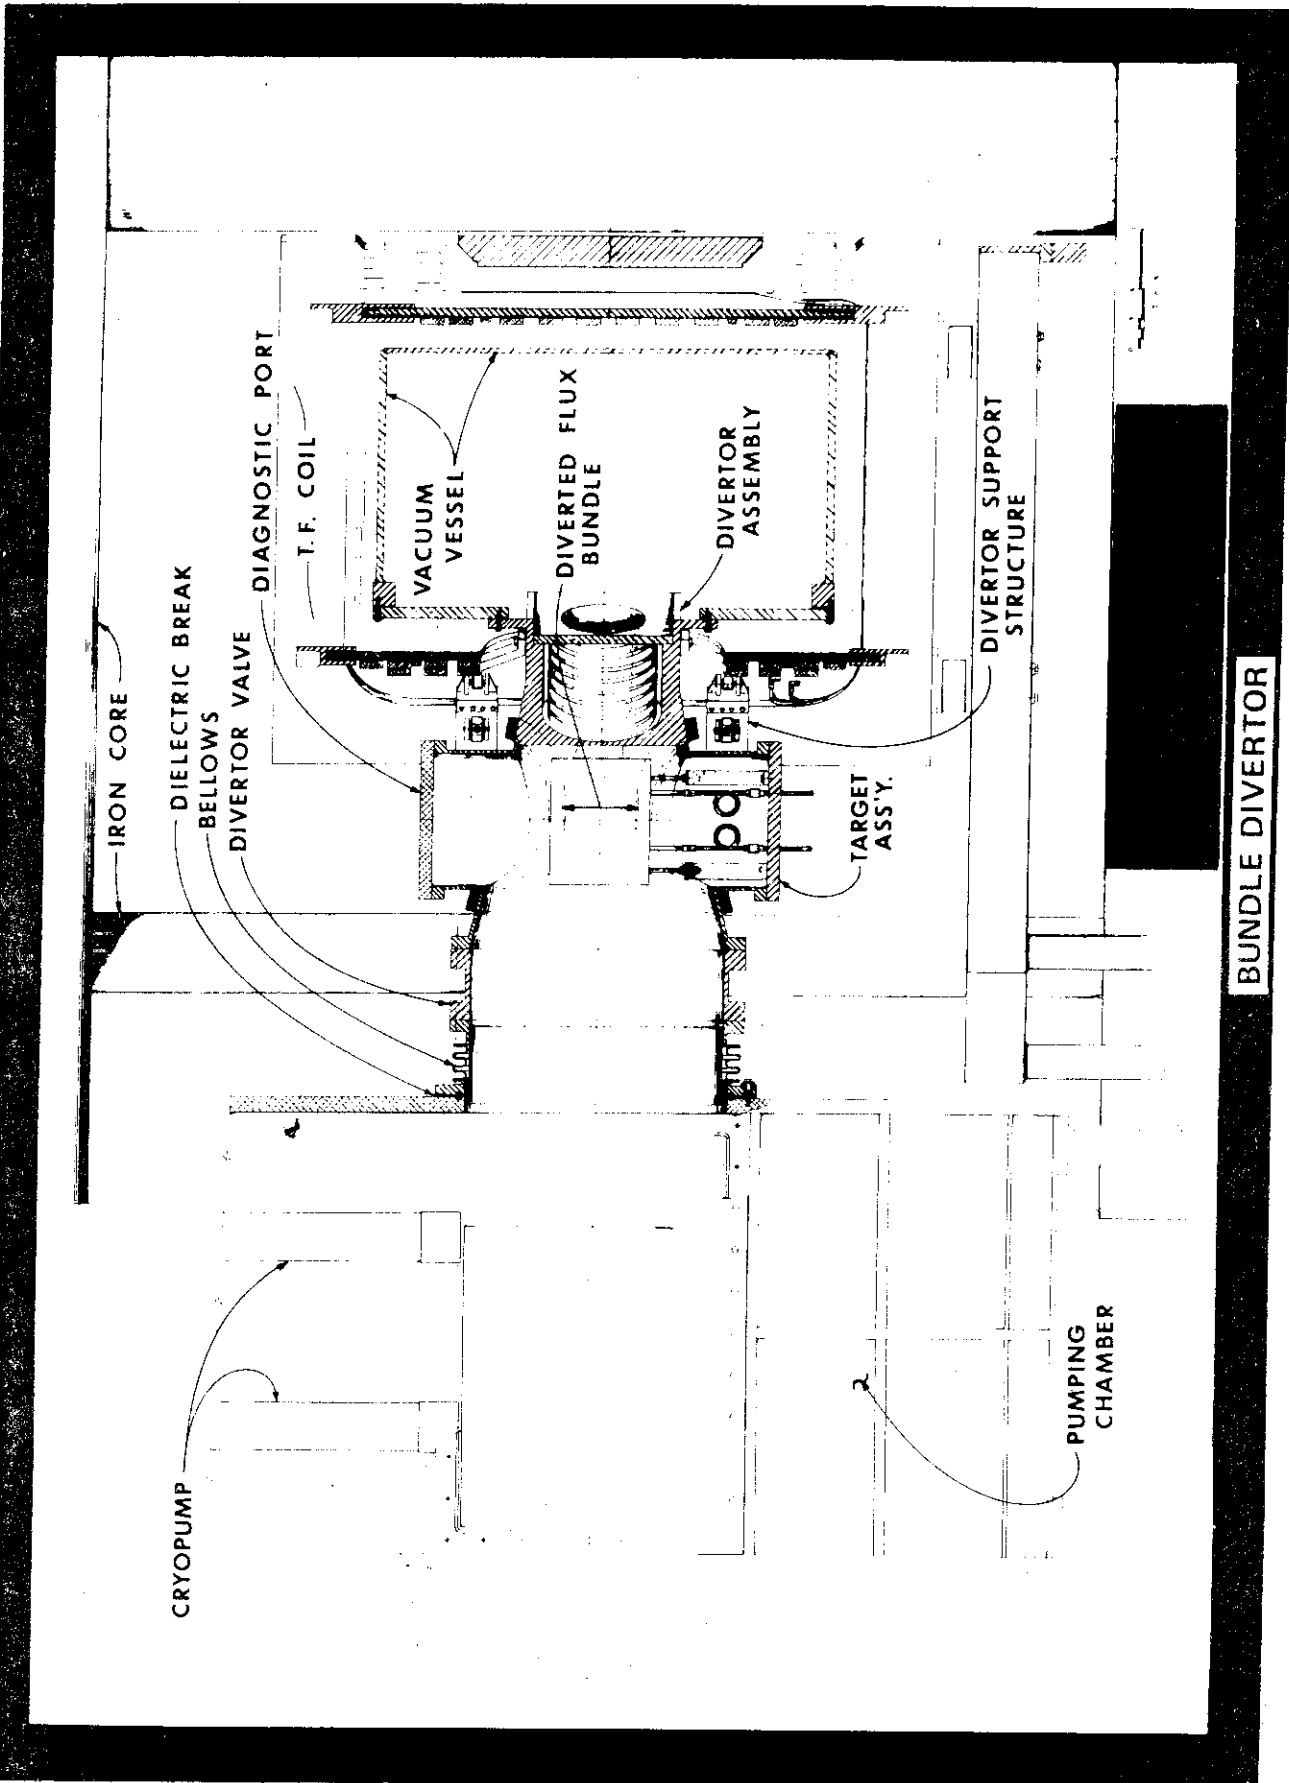 IRON CORE
DIELECTRIC BREAK
BELLOWS
DIVERTOR VALVE
DIAGNOSTIC PORT
T.F. COIL
VACUUM
VESSEL
DIVERTED FLUX
BUNDLE
DIVERTOR
ASSEMBLY
DIVERTOR SUPPORT
STRUCTURE
TARGET
ASS'Y.
CRYOPUMP
PUMPING
CHAMBER
BUNDLE DIVERTOR